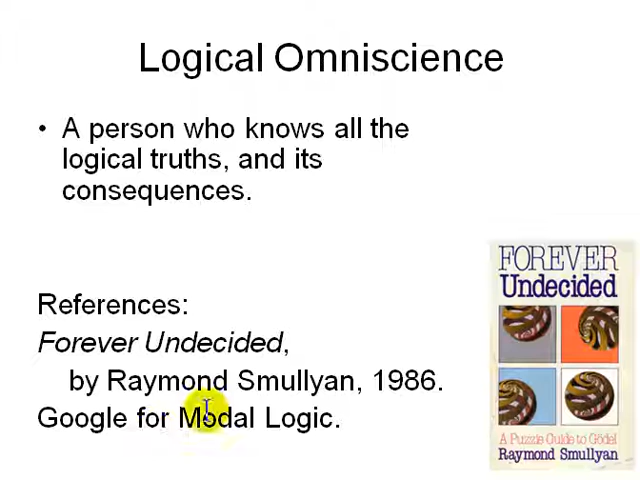 Logical Omniscience
• A person who knows all the
logical truths, and its
consequences.
References:
Forever Undecided,
by Raymond Smullyan, 1986.
Google for Modal Logic.
FOREVER
Undecided
A Puzzle Guide to Gödel
Raymond Smullyan